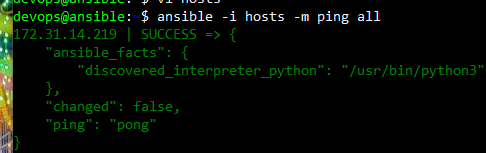 devops@ansible:~$ vi hosts
devops@ansible:~$ ansible -i hosts -m ping all
172.31.14.219 | SUCCESS => {
    "ansible_facts": {
        "discovered_interpreter_python": "/usr/bin/python3"
    },
    "changed": false,
    "ping": "pong"
}